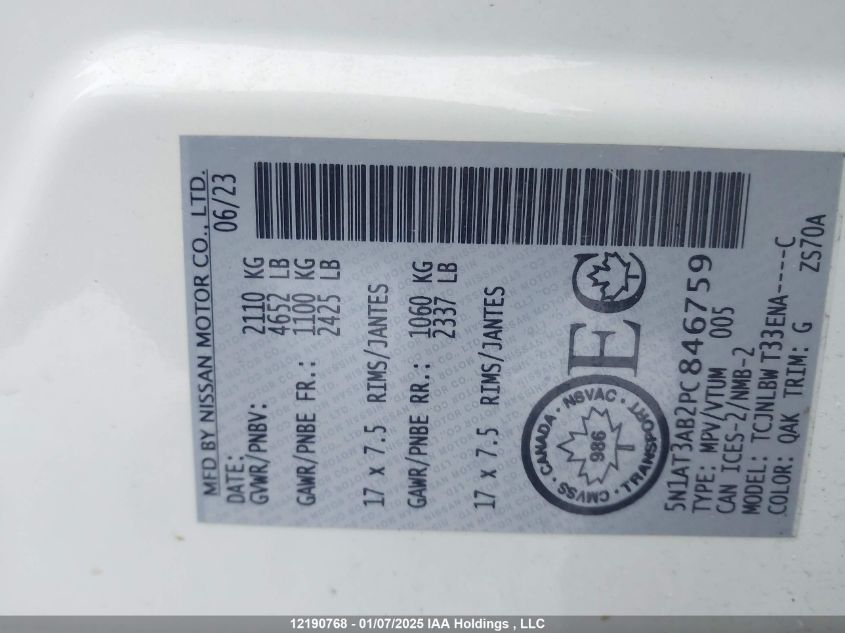 MFD BY NISSAN MOTOR CO., LTD.
DATE: 06/23
GVWR/PNBV: 2110 KG
4652 LB
GAWR/PNBE FR.: 1100 KG
2425 LB
17 X 7.5 RIMS/JANTES
GAWR/PNBE RR.: 1060 KG
2337 LB
17 X 7.5 RIMS/JANTES
CANADA · NSVAC · TRANSPORT · CMVSS ·
986
EC
T
5N1AT3AB2PC846759
TYPE: MPV/VTUM 005
CAN ICES-2/NMB-2
MODEL: TCJNLBW T33ENA-----C
COLOR: QAK TRIM: G ZS70A
12190768 - 01/07/2025 IAA Holdings , LLC